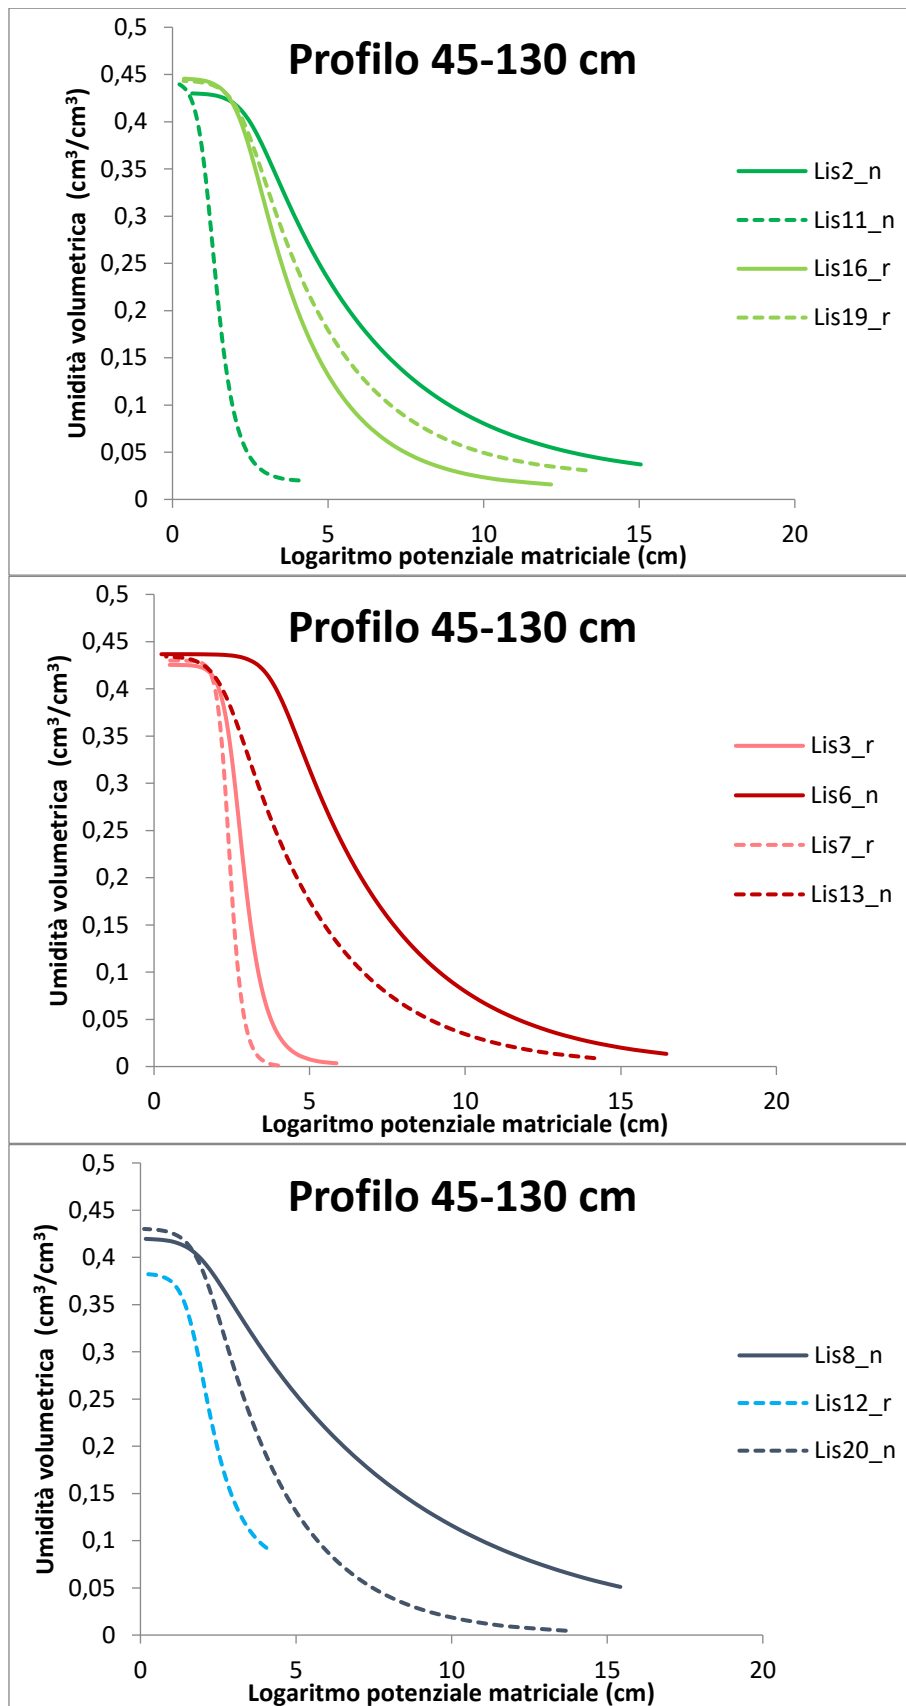 Profilo 45-130 cm
Umidità volumetrica (cm³/cm³)
0,5
0,45
0,4
0,35
0,3
0,25
0,2
0,15
0,1
0,05
0
0 5 10 15 20
Logaritmo potenziale matriciale (cm)
Lis2_n
Lis11_n
Lis16_r
Lis19_r
Profilo 45-130 cm
Umidità volumetrica (cm³/cm³)
0,5
0,45
0,4
0,35
0,3
0,25
0,2
0,15
0,1
0,05
0
0 5 10 15 20
Logaritmo potenziale matriciale (cm)
Lis3_r
Lis6_n
Lis7_r
Lis13_n
Profilo 45-130 cm
Umidità volumetrica (cm³/cm³)
0,5
0,45
0,4
0,35
0,3
0,25
0,2
0,15
0,1
0,05
0
0 5 10 15 20
Logaritmo potenziale matriciale (cm)
Lis8_n
Lis12_r
Lis20_n